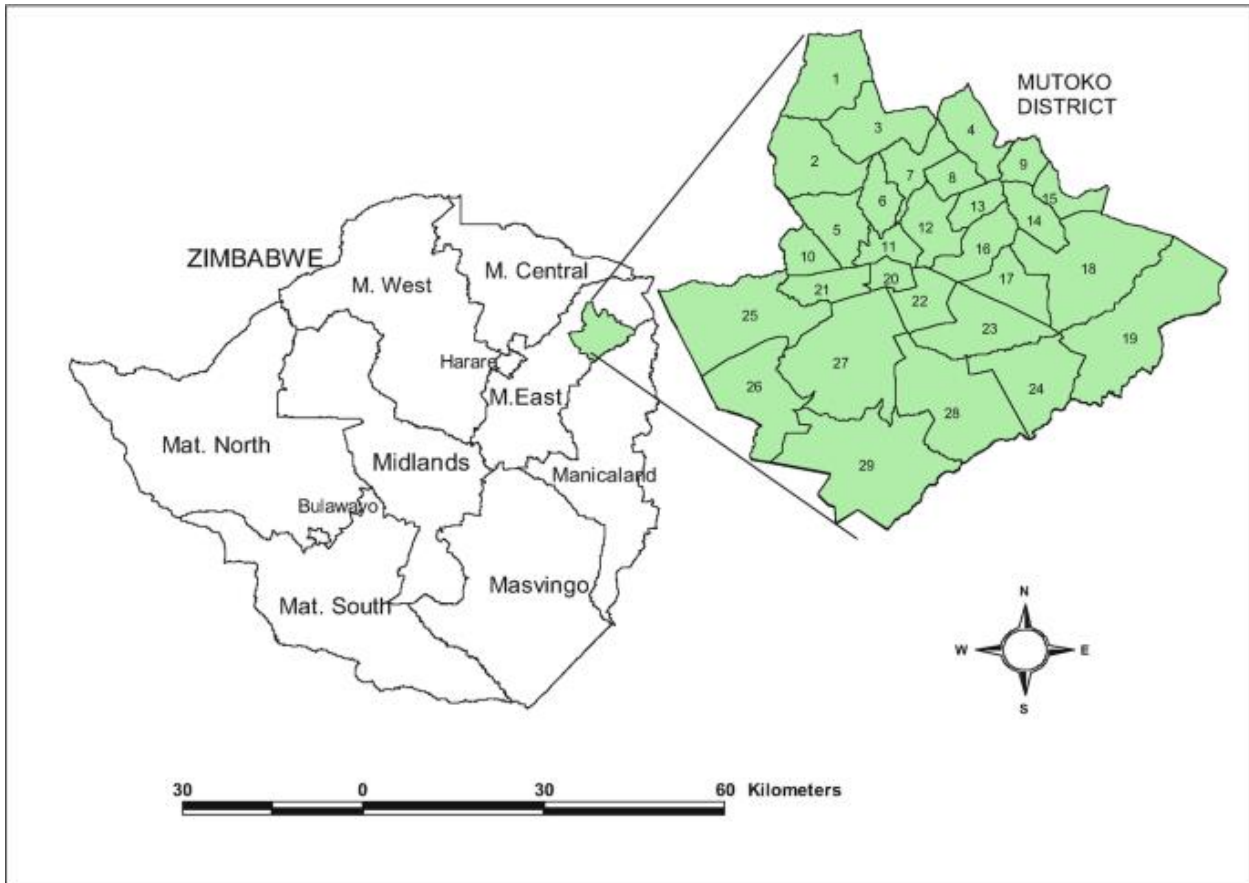 MUTOKO
DISTRICT
1
3
4
2
7
8
9
6
13
15
5
12
14
11
16
10
18
20
17
21
22
25
23
19
27
26
24
28
29
ZIMBABWE
M. Central
M. West
Harare
M.East
Mat. North
Midlands
Manicaland
Bulawayo
Masvingo
Mat. South
N
W E
S
30 0 30 60 Kilometers